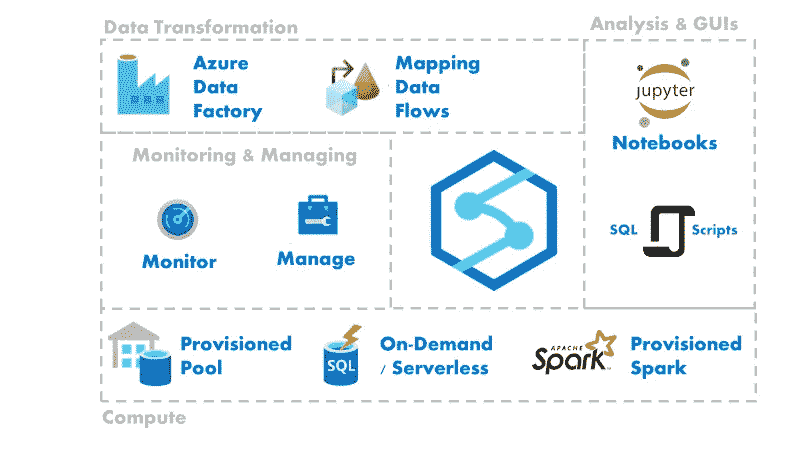 Data Transformation
Analysis & GUIs
Azure
Data
Factory
Mapping
Data
Flows
jupyter
Notebooks
Monitoring & Managing
Monitor
Manage
SQL
Scripts
Provisioned
Pool
SQL
On-Demand
/ Serverless
APACHE
Spark
Provisioned
Spark
Compute